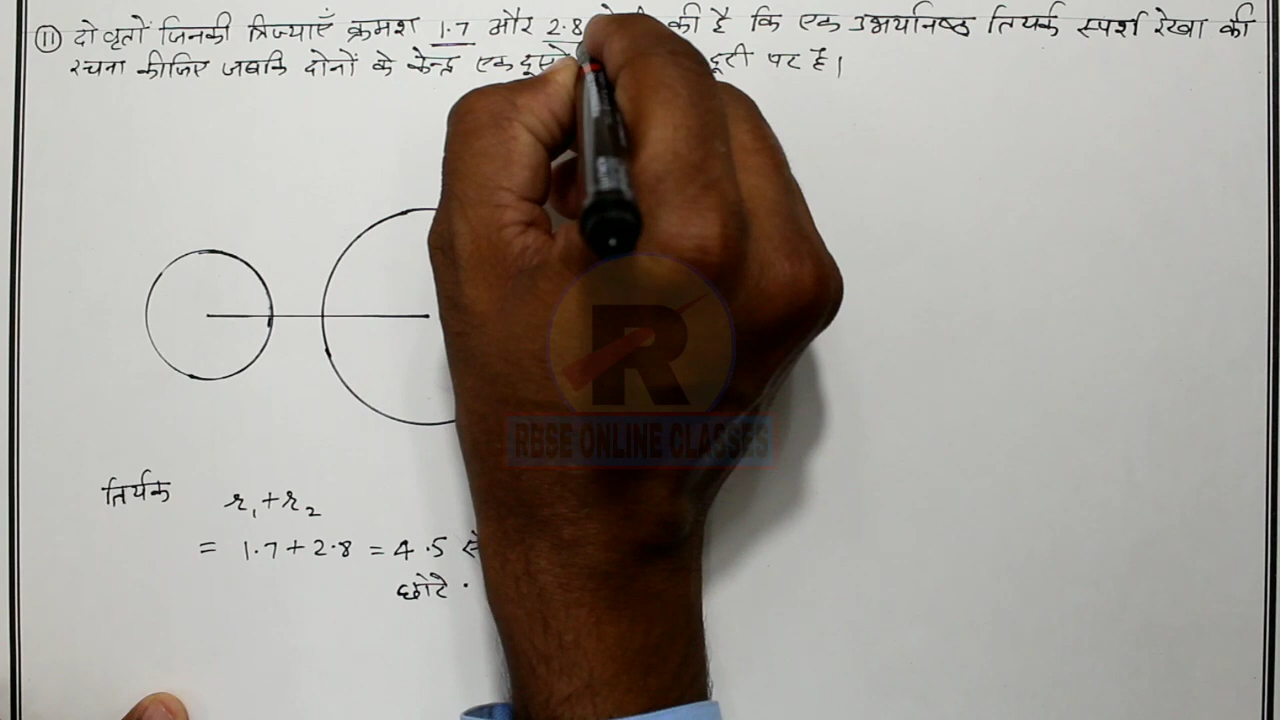 ⑪ दो वृतों जिनकी त्रिज्याएँ क्रमश 1.7 और 2.8 की है कि एक उभयनिष्ठ तिर्यक स्पर्श रेखा की
रचना कीजिए जबकि दोनों के केन्द्र एक दूसरे दूरी पर है।
R
RBSE ONLINE CLASSES
तिर्यक r₁+r₂
= 1.7+2.8 = 4.5 से
छोटे